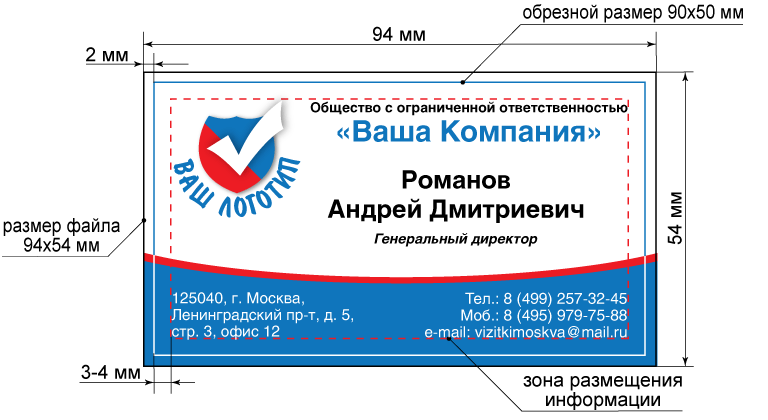 обрезной размер 90х50 мм
94 мм
2 мм
Общество с ограниченной ответственностью
«Ваша Компания»
ВАШ ЛОГОТИП
Романов
Андрей Дмитриевич
Генеральный директор
размер файла
94х54 мм
54 мм
125040, г. Москва,
Ленинградский пр-т, д. 5,
стр. 3, офис 12
Тел.: 8 (499) 257-32-45
Моб.: 8 (495) 979-75-88
e-mail: vizitkimoskva@mail.ru
3-4 мм
зона размещения
информации